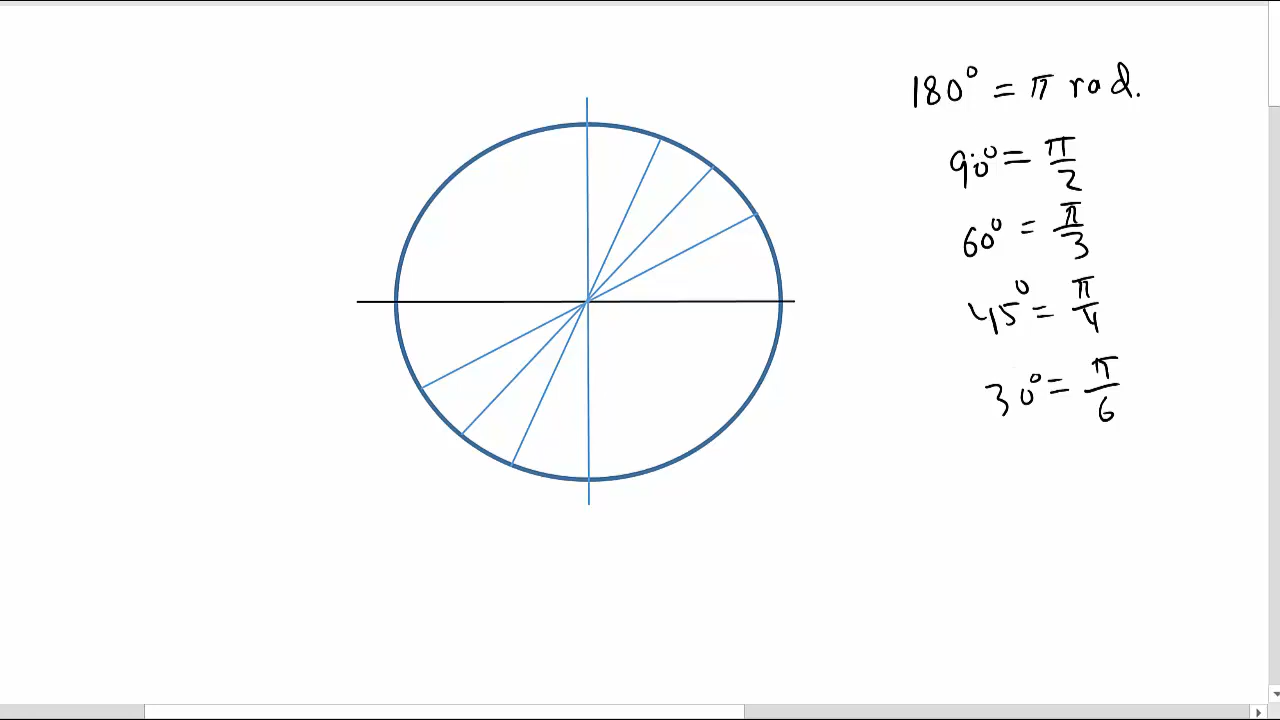 180° = π rad.
90° = π/2
60° = π/3
45° = π/4
30° = π/6